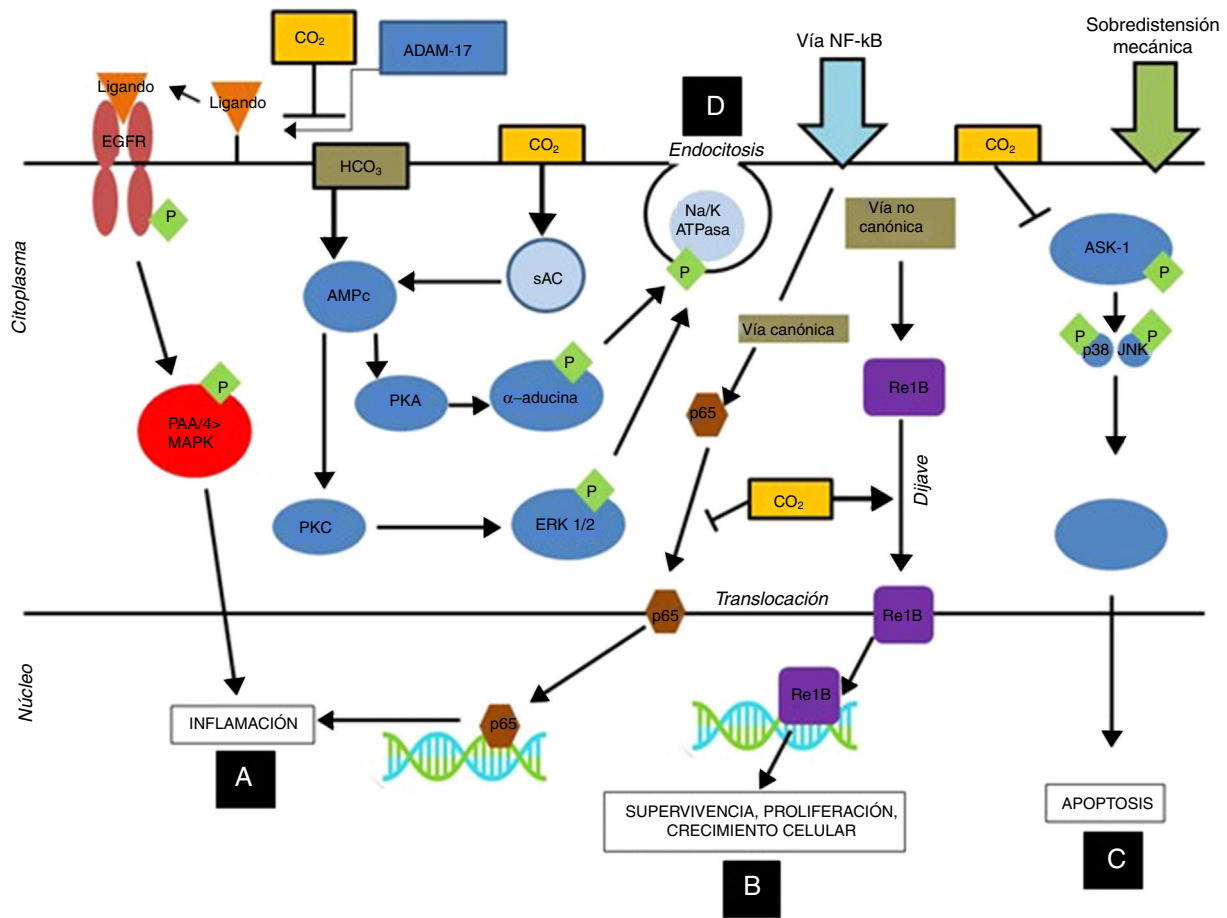 CO2
ADAM-17
Vía NF-kB
Sobredistensión
mecánica
Ligando
Ligando
EGFR
D
Endocitosis
HCO3
CO2
CO2
P
Na/K
ATPasa
P
Vía no
canónica
ASK-1
P
sAC
AMPc
Citoplasma
Vía canónica
P
p38
JNK
P
P
PAA/4>
MAPK
PKA
P
α–aducina
p65
Re1B
CO2
Dijave
PKC
P
ERK 1/2
Translocación
p65
Re1B
Núcleo
Re1B
INFLAMACIÓN
p65
A
SUPERVIVENCIA, PROLIFERACIÓN,
CRECIMIENTO CELULAR
APOPTOSIS
B
C